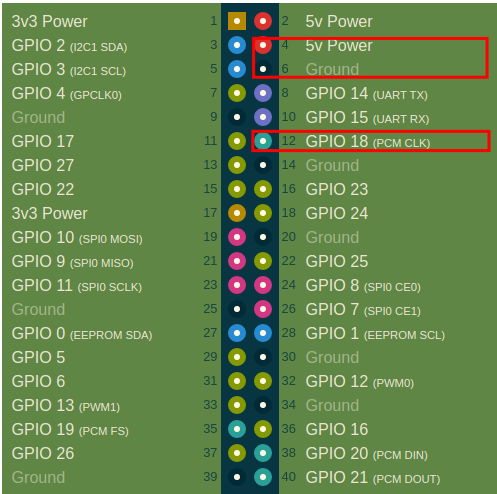 3v3 Power 1 2 5v Power
GPIO 2 (I2C1 SDA) 3 4 5v Power
GPIO 3 (I2C1 SCL) 5 6 Ground
GPIO 4 (GPCLK0) 7 8 GPIO 14 (UART TX)
Ground 9 10 GPIO 15 (UART RX)
GPIO 17 11 12 GPIO 18 (PCM CLK)
GPIO 27 13 14 Ground
GPIO 22 15 16 GPIO 23
3v3 Power 17 18 GPIO 24
GPIO 10 (SPI0 MOSI) 19 20 Ground
GPIO 9 (SPI0 MISO) 21 22 GPIO 25
GPIO 11 (SPI0 SCLK) 23 24 GPIO 8 (SPI0 CE0)
Ground 25 26 GPIO 7 (SPI0 CE1)
GPIO 0 (EEPROM SDA) 27 28 GPIO 1 (EEPROM SCL)
GPIO 5 29 30 Ground
GPIO 6 31 32 GPIO 12 (PWM0)
GPIO 13 (PWM1) 33 34 Ground
GPIO 19 (PCM FS) 35 36 GPIO 16
GPIO 26 37 38 GPIO 20 (PCM DIN)
Ground 39 40 GPIO 21 (PCM DOUT)